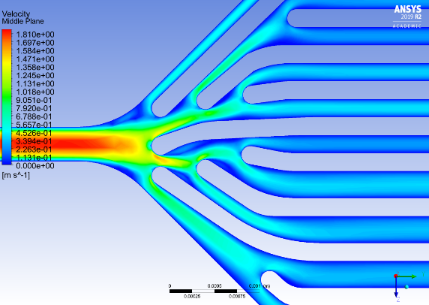 Velocity
Middle Plane
1.810e+00
1.697e+00
1.584e+00
1.471e+00
1.358e+00
1.245e+00
1.131e+00
1.018e+00
9.051e-01
7.920e-01
6.788e-01
5.657e-01
4.526e-01
3.394e-01
2.263e-01
1.131e-01
0.000e+00
[m s^-1]
ANSYS
2019 R2
ACADEMIC
0
0.00025
0.00075